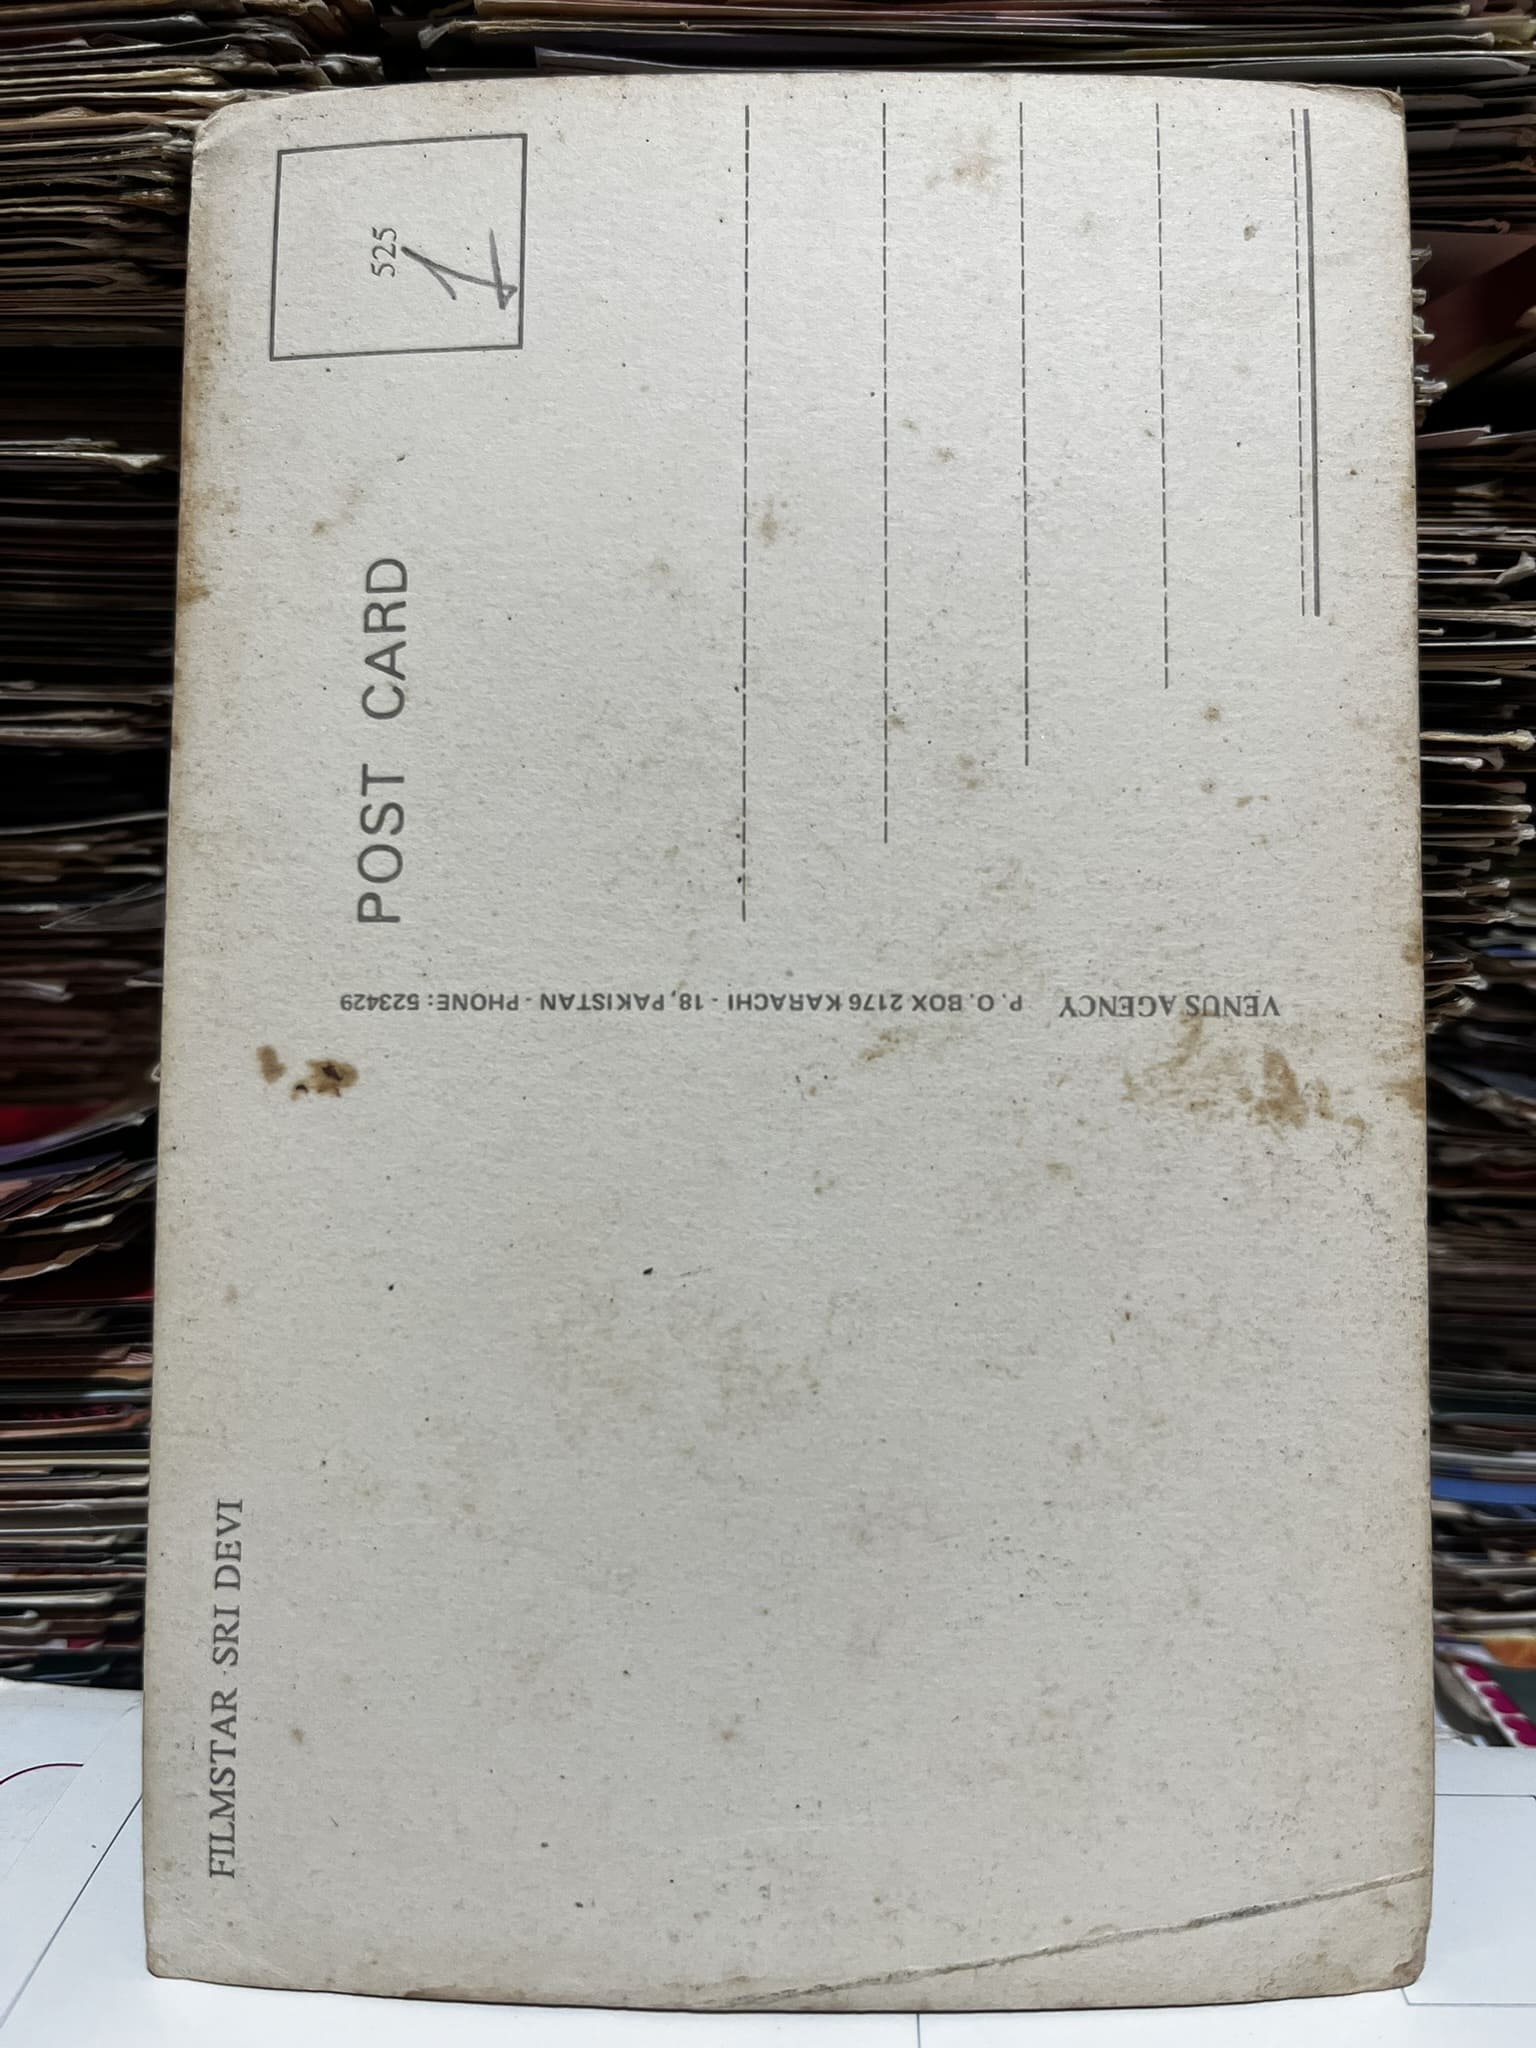 FILMSTAR SRI DEVI
POST CARD
525
1
VENUS AGENCY P. O. BOX 2176 KARACHI - 18, PAKISTAN - PHONE: 523429